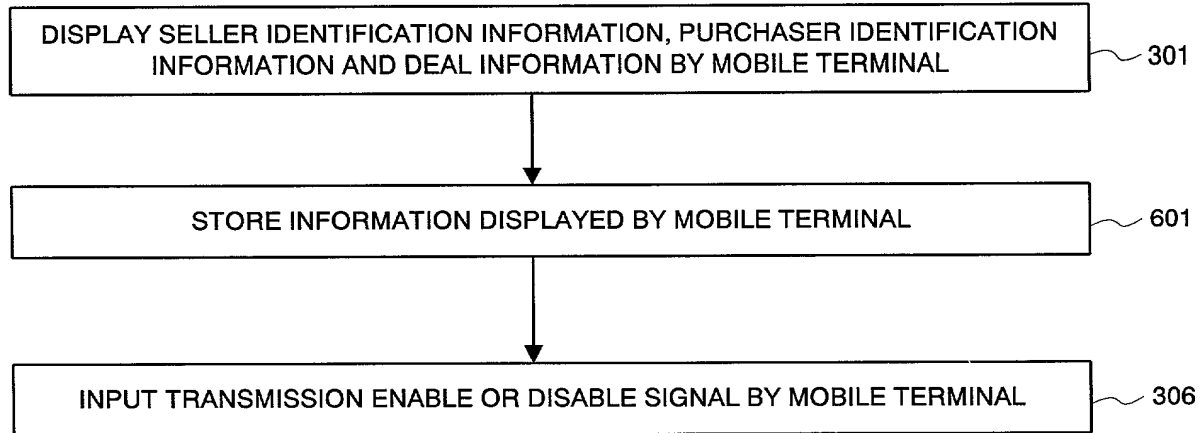 DISPLAY SELLER IDENTIFICATION INFORMATION, PURCHASER IDENTIFICATION
INFORMATION AND DEAL INFORMATION BY MOBILE TERMINAL
301
STORE INFORMATION DISPLAYED BY MOBILE TERMINAL
601
INPUT TRANSMISSION ENABLE OR DISABLE SIGNAL BY MOBILE TERMINAL
306